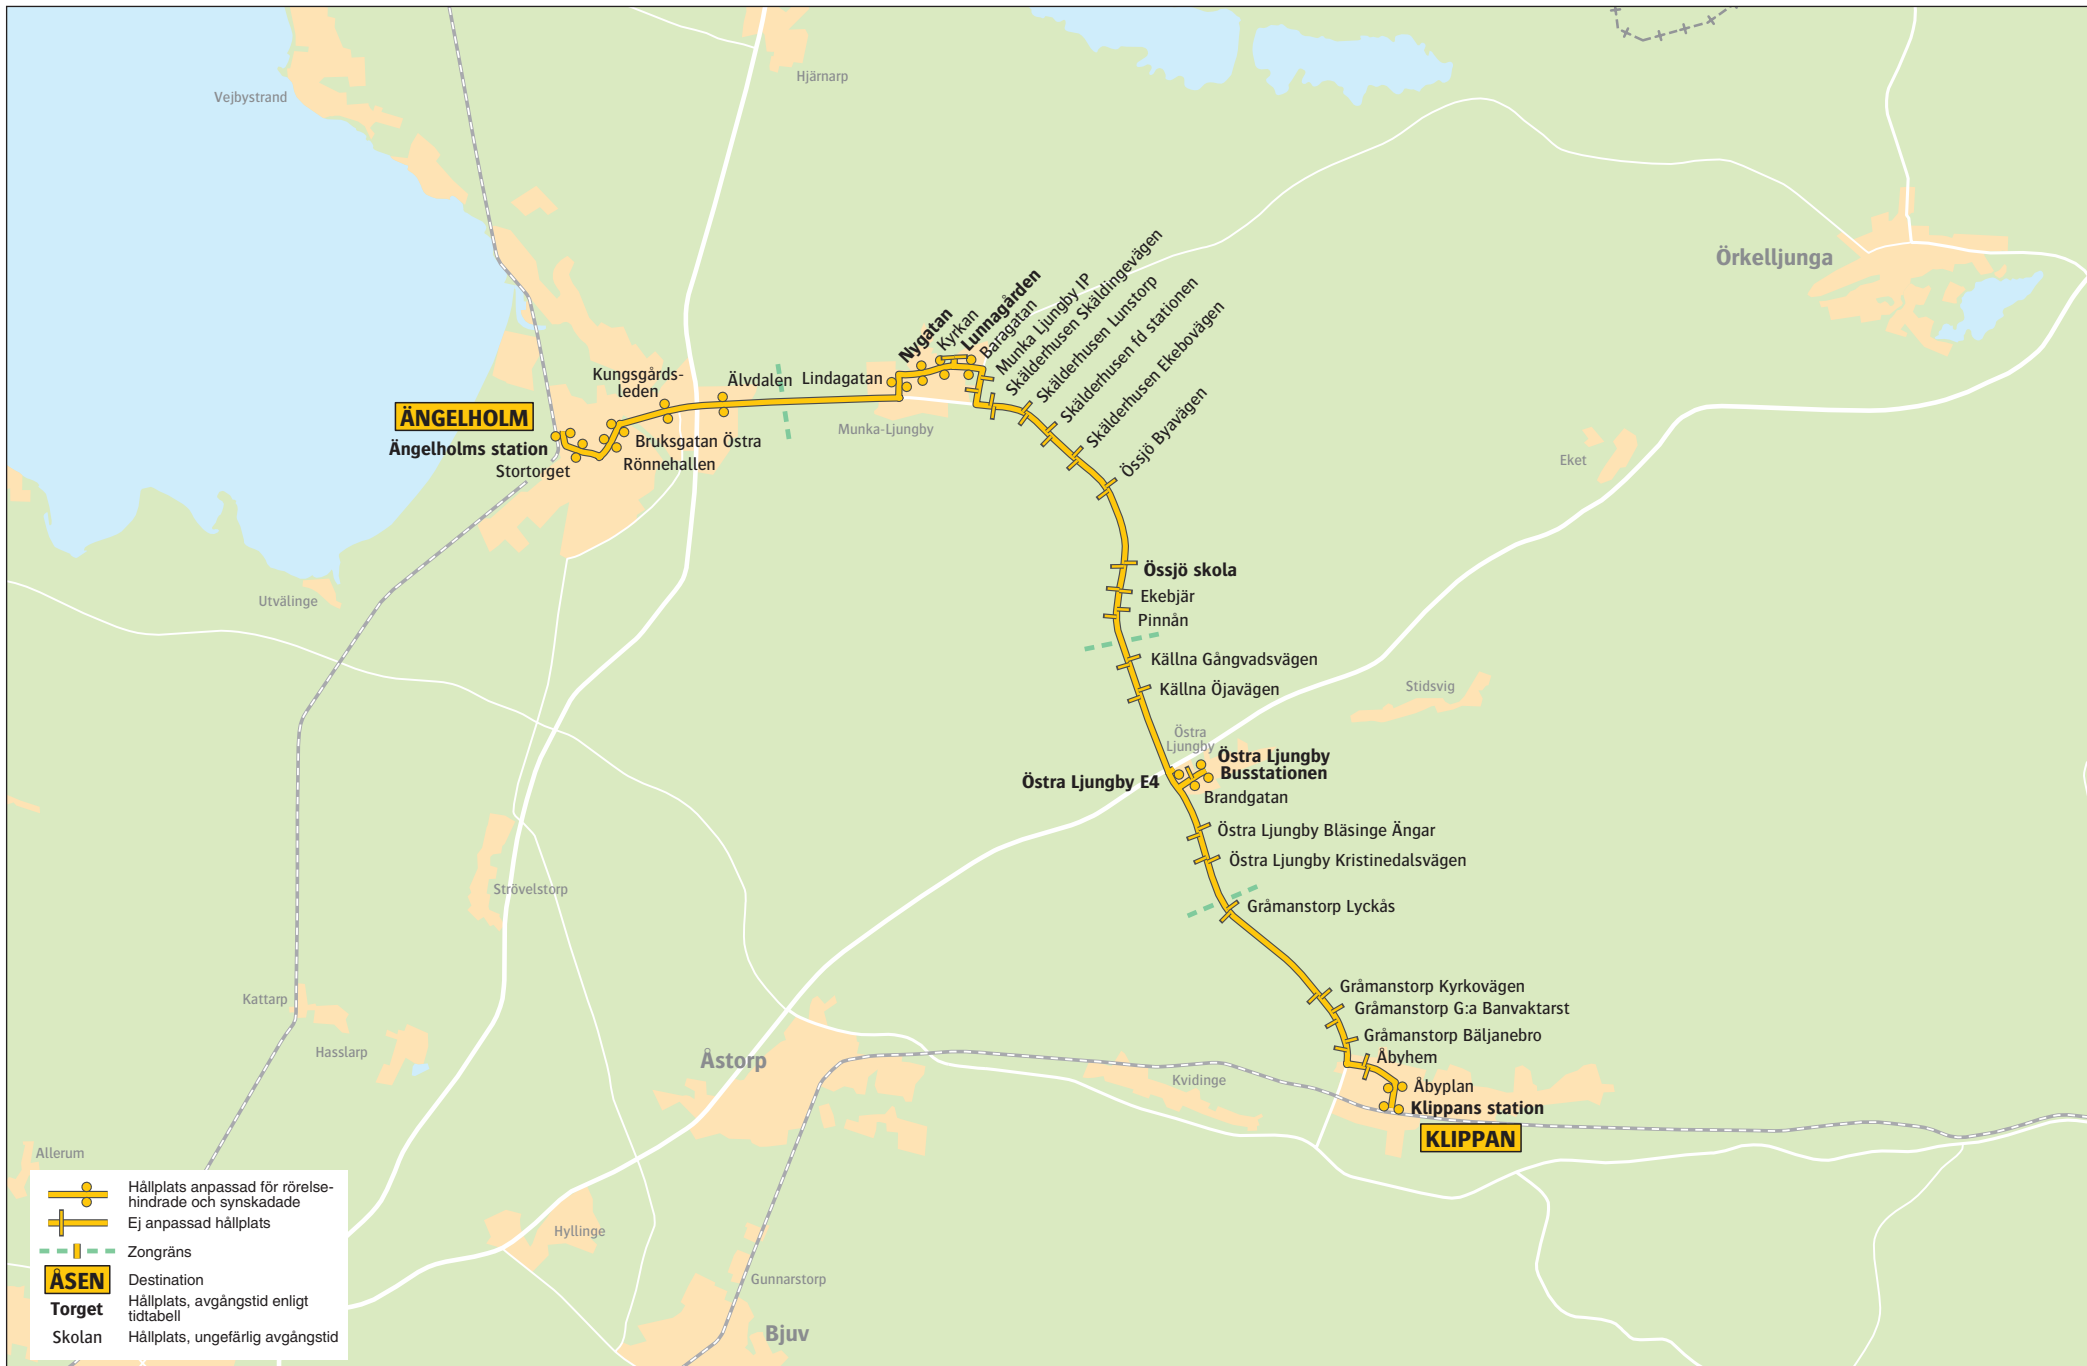 Vejbystrand
Hjärnarp
Örkelljunga
Nygatan
Kyrkan
Lunnagården
Baragatan
Munka Ljungby IP
Skälderhusen Skäldingevägen
Skälderhusen Lunstorp
Skälderhusen fd stationen
Skälderhusen Ekebovägen
Össjö Byavägen
Kungsgårds-
leden
Älvdalen
Lindagatan
ÄNGELHOLM
Ängelholms station
Stortorget
Bruksgatan Östra
Rönnehallen
Munka-Ljungby
Eket
Össjö skola
Ekebjär
Pinnån
Utvälinge
Källna Gångvadsvägen
Källna Öjavägen
Stidsvig
Östra
Ljungby
Östra Ljungby
Busstationen
Östra Ljungby E4
Brandgatan
Östra Ljungby Bläsinge Ängar
Östra Ljungby Kristinedalsvägen
Strövelstorp
Gråmanstorp Lyckås
Gråmanstorp Kyrkovägen
Gråmanstorp G:a Banvaktarst
Gråmanstorp Bäljanebro
Åbyhem
Åbyplan
Klippans station
KLIPPAN
Kattarp
Hasslarp
Åstorp
Kvidinge
Allerum
Hyllinge
Gunnarstorp
Bjuv
Hållplats anpassad för rörelse-
hindrade och synskadade
Ej anpassad hållplats
Zongräns
ÅSEN Destination
Torget Hållplats, avgångstid enligt
tidtabell
Skolan Hållplats, ungefärlig avgångstid